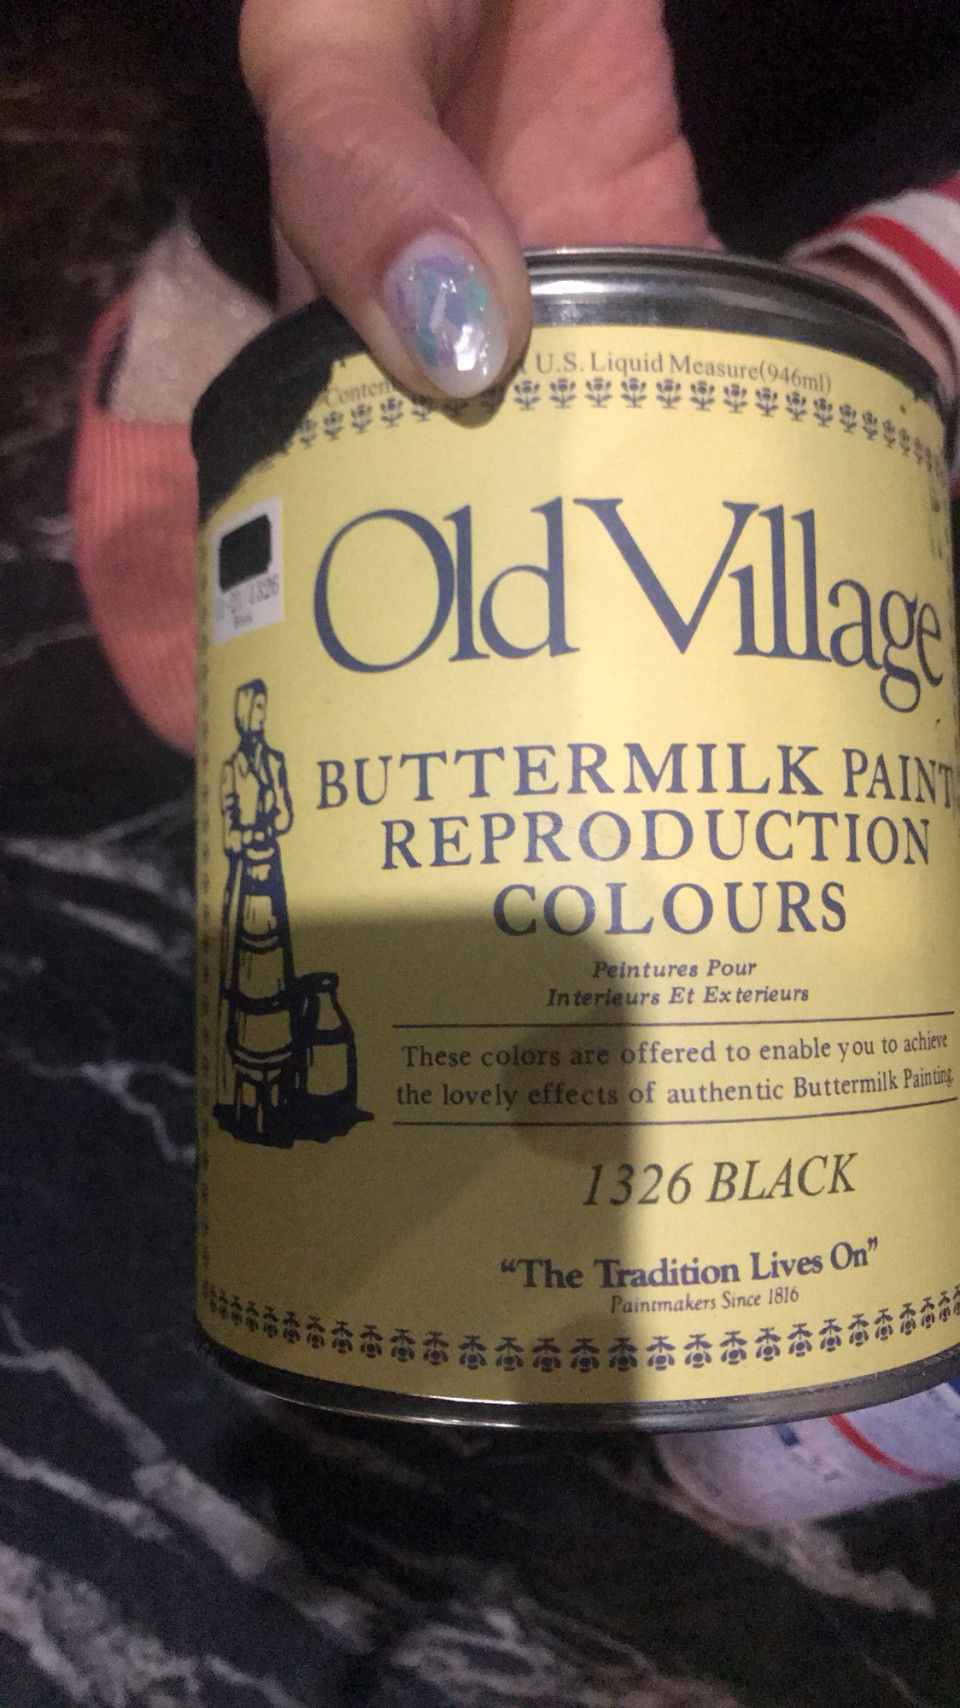 Conten U.S. Liquid Measure(946ml)
Old Village
1326
BUTTERMILK PAINT
REPRODUCTION
COLOURS
Peintures Pour
Interieurs Et Exterieurs
These colors are offered to enable you to achieve
the lovely effects of authentic Buttermilk Painting.
1326 BLACK
“The Tradition Lives On”
Paintmakers Since 1816